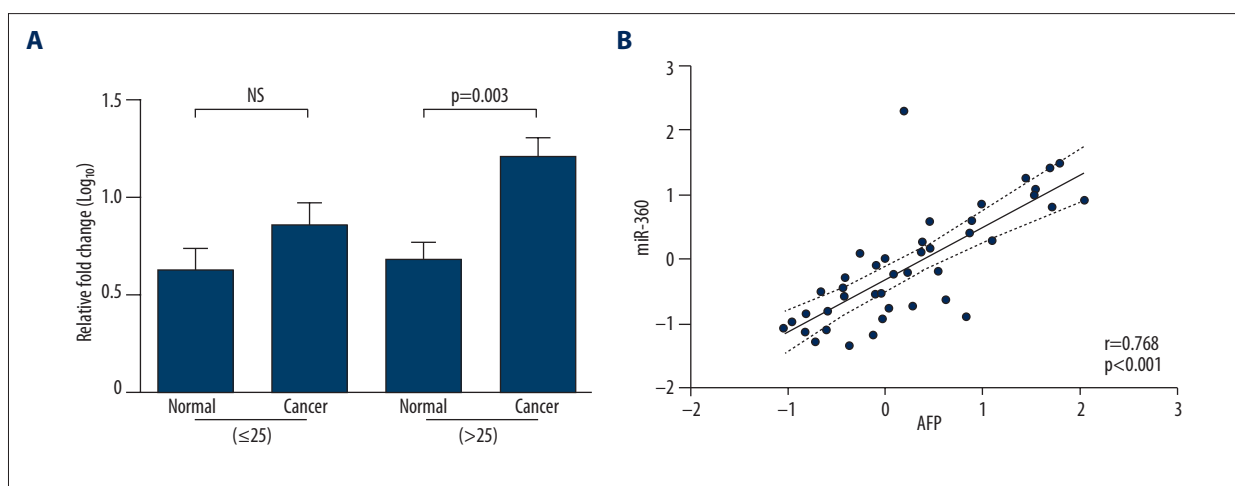 A
Relative fold change (Log10)
1.5
1.0
0.5
0
NS
p=0.003
Normal
Cancer
Normal
Cancer
(≤25)
(>25)
B
miR-360
3
2
1
0
−1
−2
−2
−1
0
1
2
3
AFP
r=0.768
p<0.001